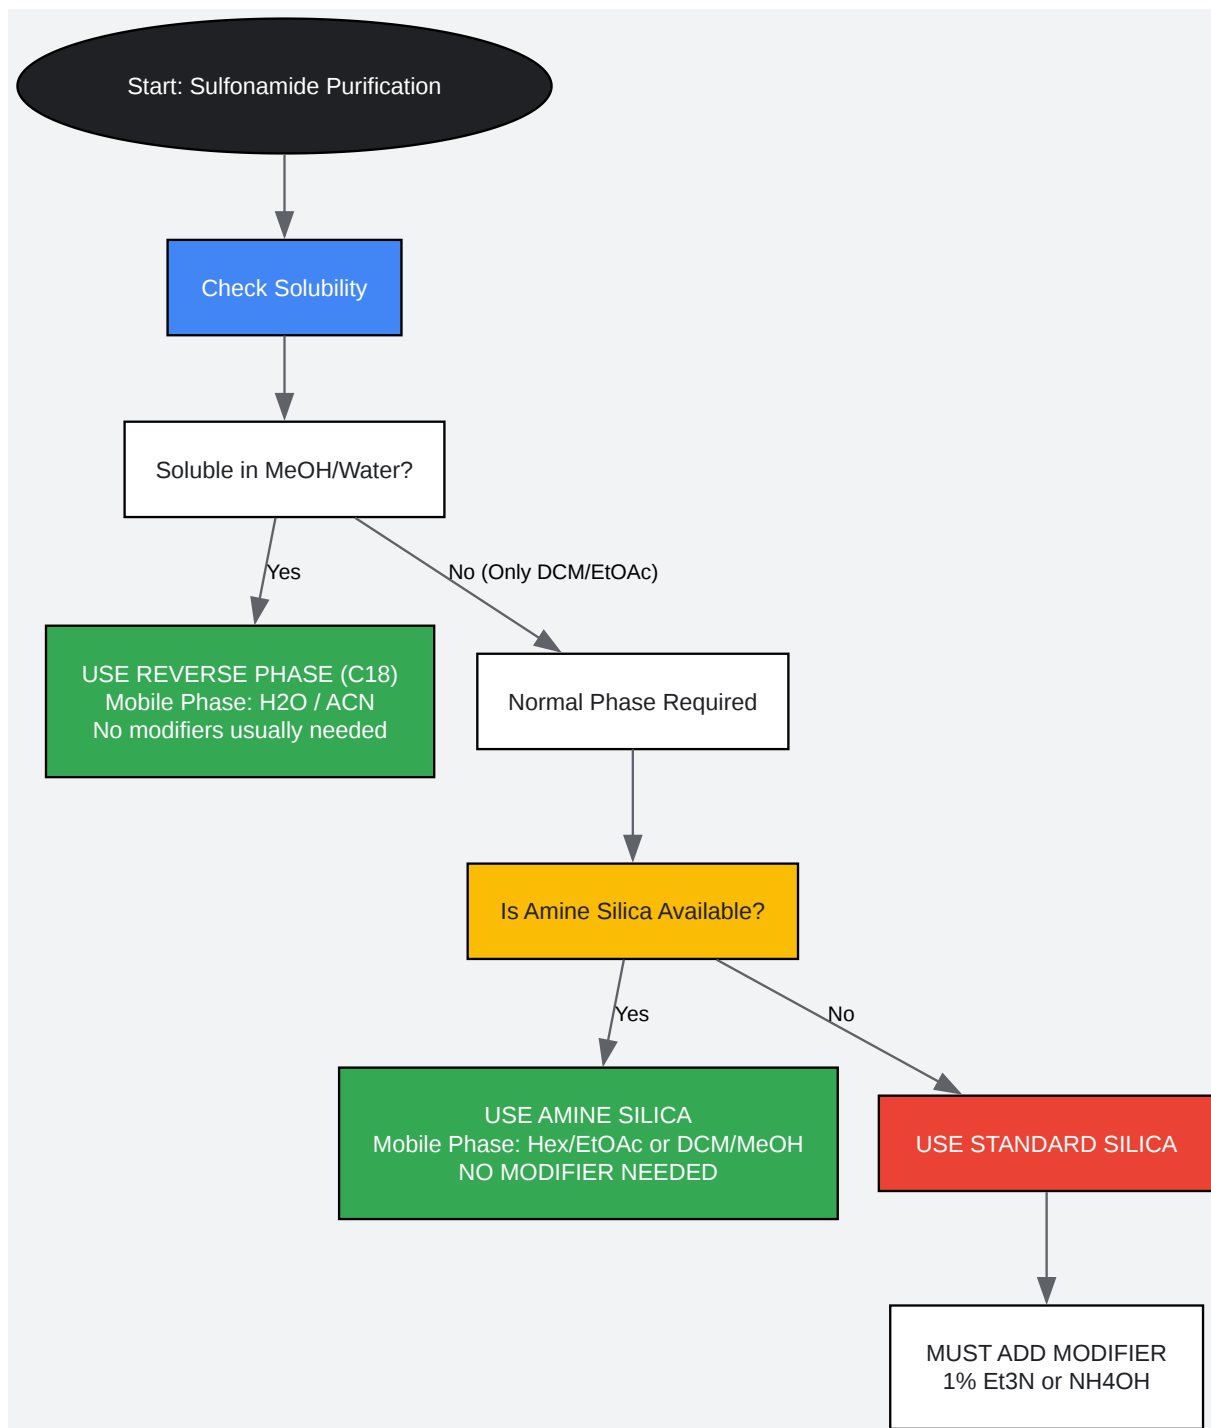 Start: Sulfonamide Purification
Check Solubility
Soluble in MeOH/Water?
Yes
No (Only DCM/EtOAc)
USE REVERSE PHASE (C18)
Mobile Phase: H2O / ACN
No modifiers usually needed
Normal Phase Required
Is Amine Silica Available?
Yes
No
USE AMINE SILICA
Mobile Phase: Hex/EtOAc or DCM/MeOH
NO MODIFIER NEEDED
USE STANDARD SILICA
MUST ADD MODIFIER
1% Et3N or NH4OH